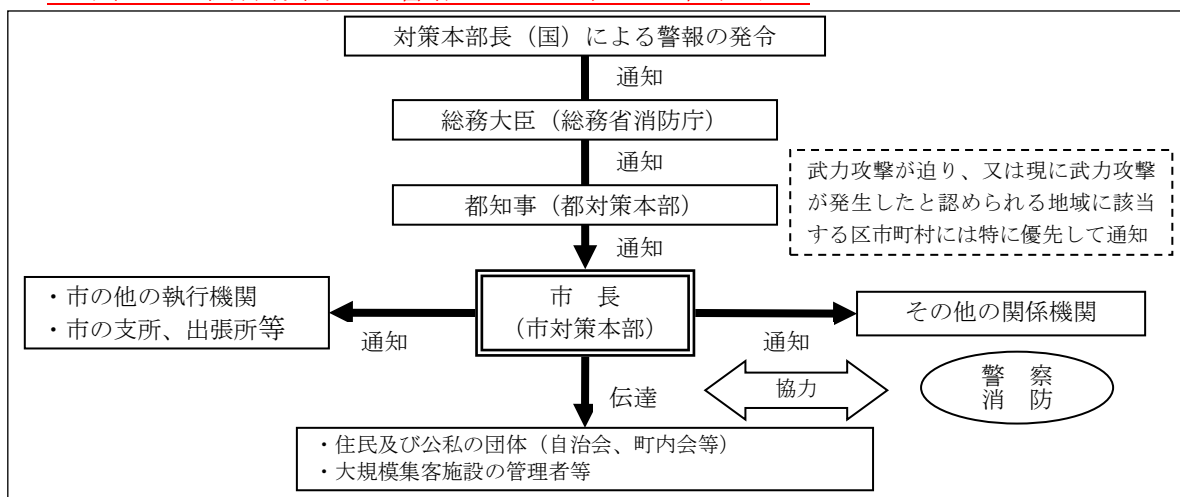 対策本部長（国）による警報の発令
通知
総務大臣（総務省消防庁）
通知
都知事（都対策本部）
武力攻撃が迫り、又は現に武力攻撃
が発生したと認められる地域に該当
する区市町村には特に優先して通知
通知
・市の他の執行機関
・市の支所、出張所等
通知
市　長
（市対策本部）
通知
その他の関係機関
伝達
協力
警　察
消　防
・住民及び公私の団体（自治会、町内会等）
・大規模集客施設の管理者等